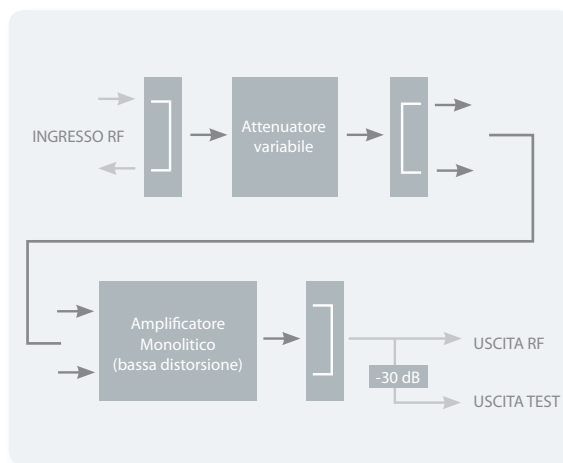 INGRESSO RF
Attenuatore
variabile
Amplificatore
Monolitico
(bassa distorsione)
USCITA RF
-30 dB
USCITA TEST